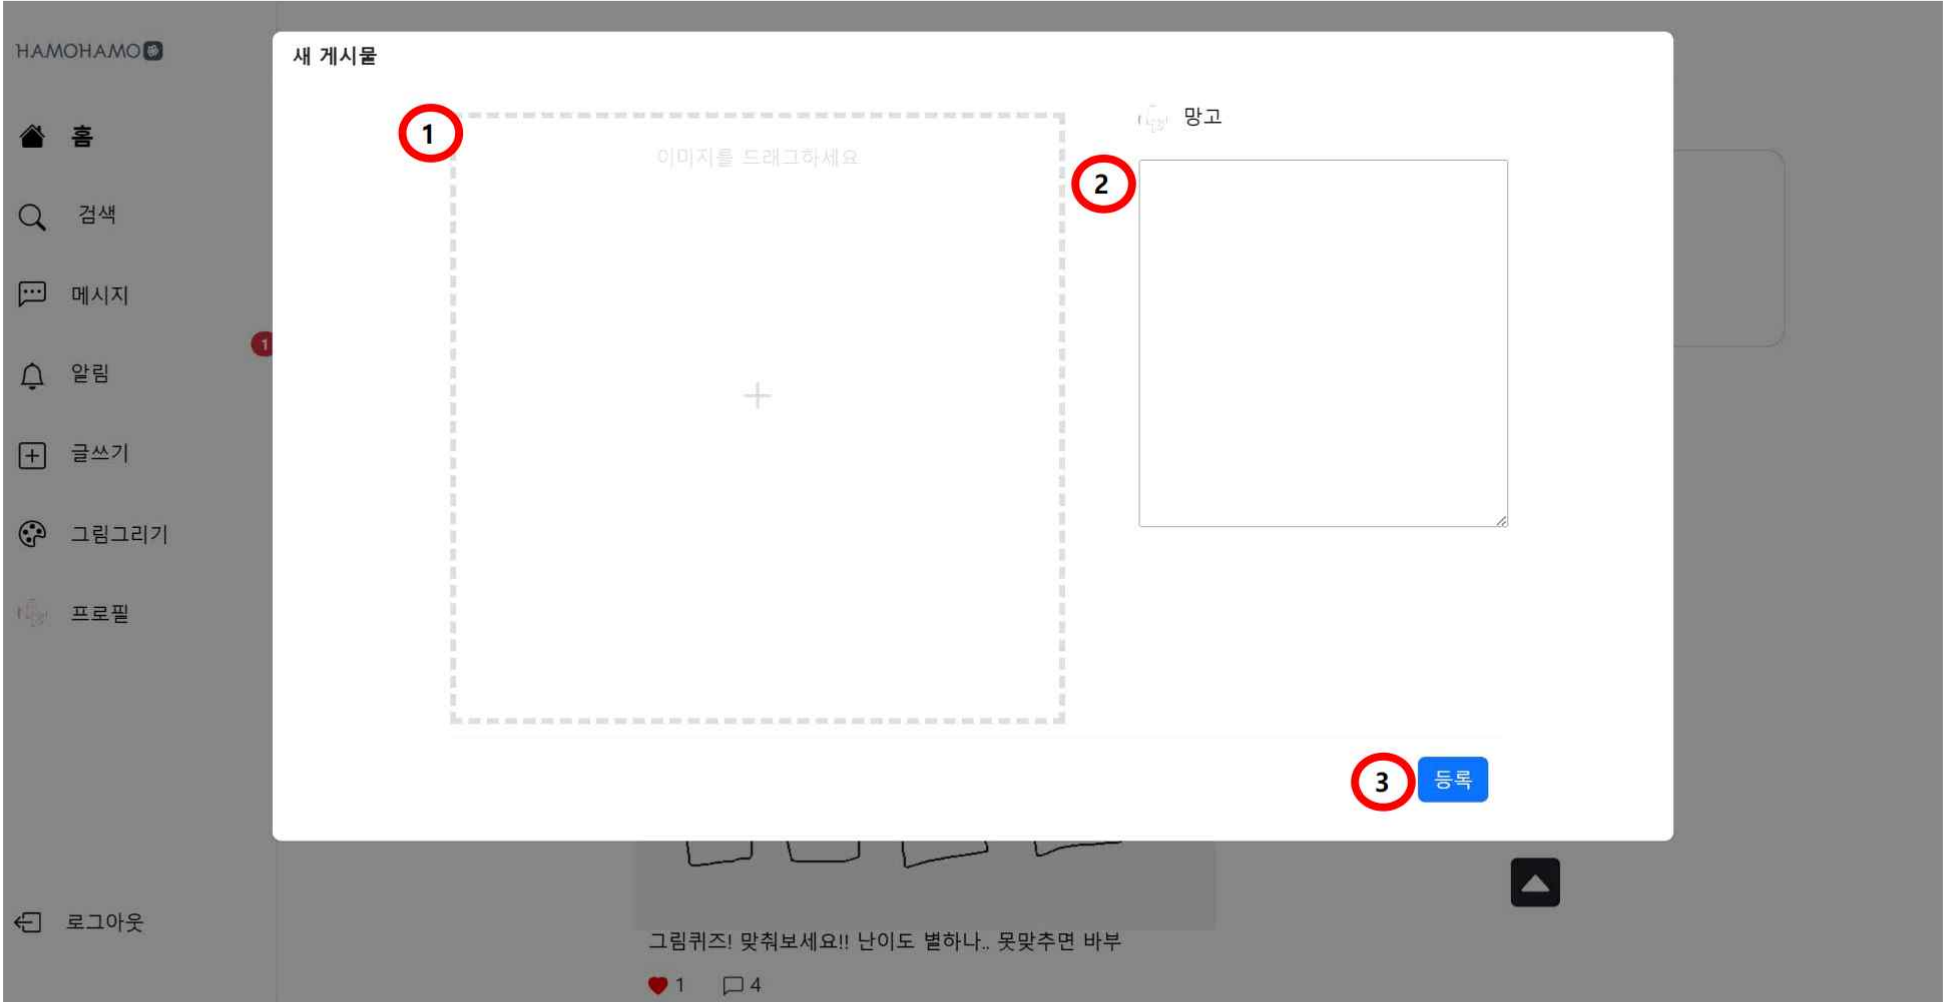 HAMOHAMO
홈
검색
메시지
1
알림
글쓰기
그림그리기
프로필
로그아웃
새 게시물
1
이미지를 드래그하세요
망고
2
3
등록
그림퀴즈! 맞춰보세요!! 난이도 별하나.. 못맞추면 바부
1
4